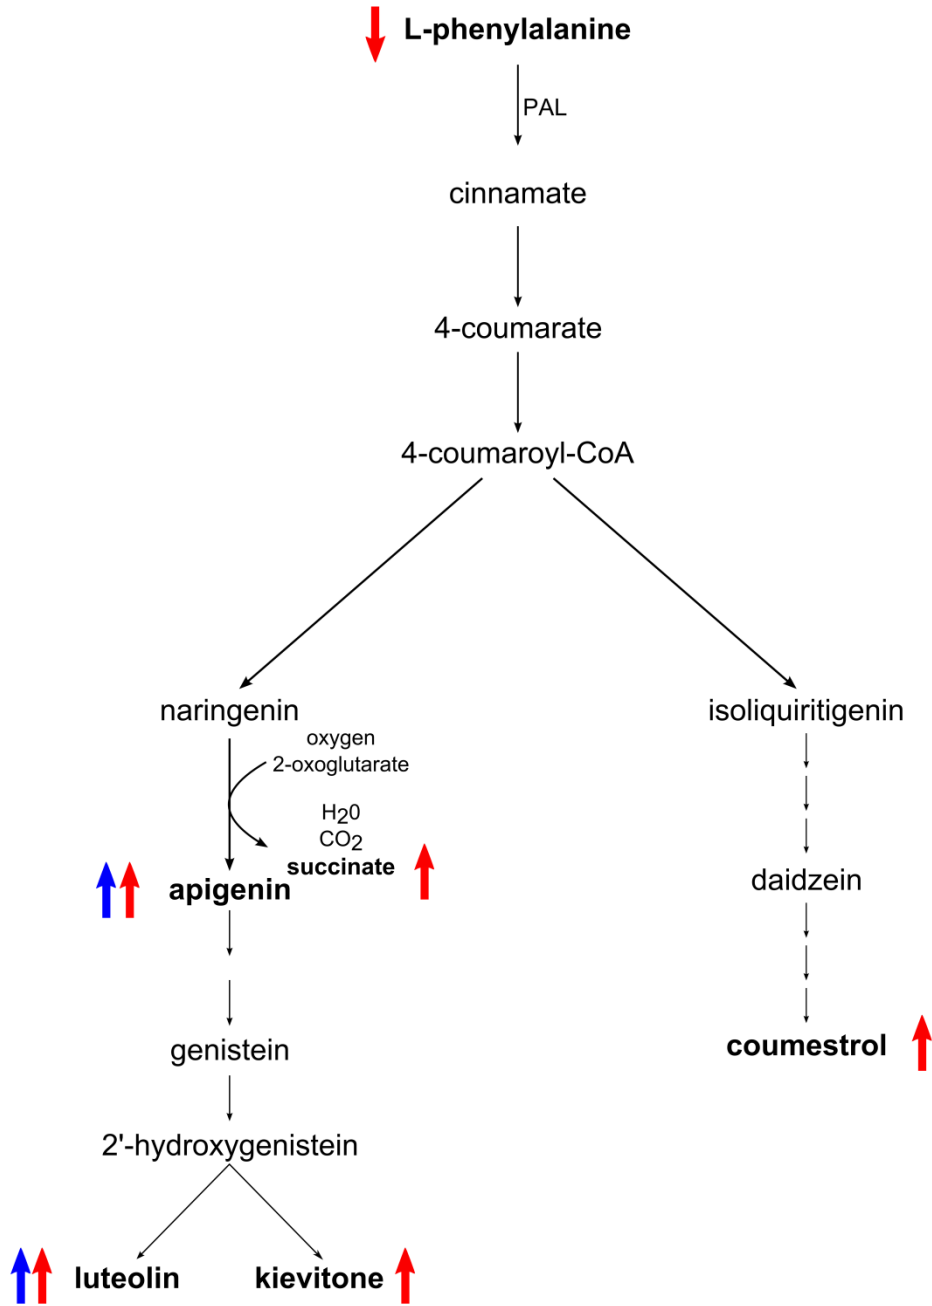 L-phenylalanine
PAL
cinnamate
4-coumarate
4-coumaroyl-CoA
naringenin
isoliquiritigenin
oxygen
2-oxoglutarate
H20
CO2
succinate
apigenin
daidzein
genistein
coumestrol
2'-hydroxygenistein
luteolin
kievitone